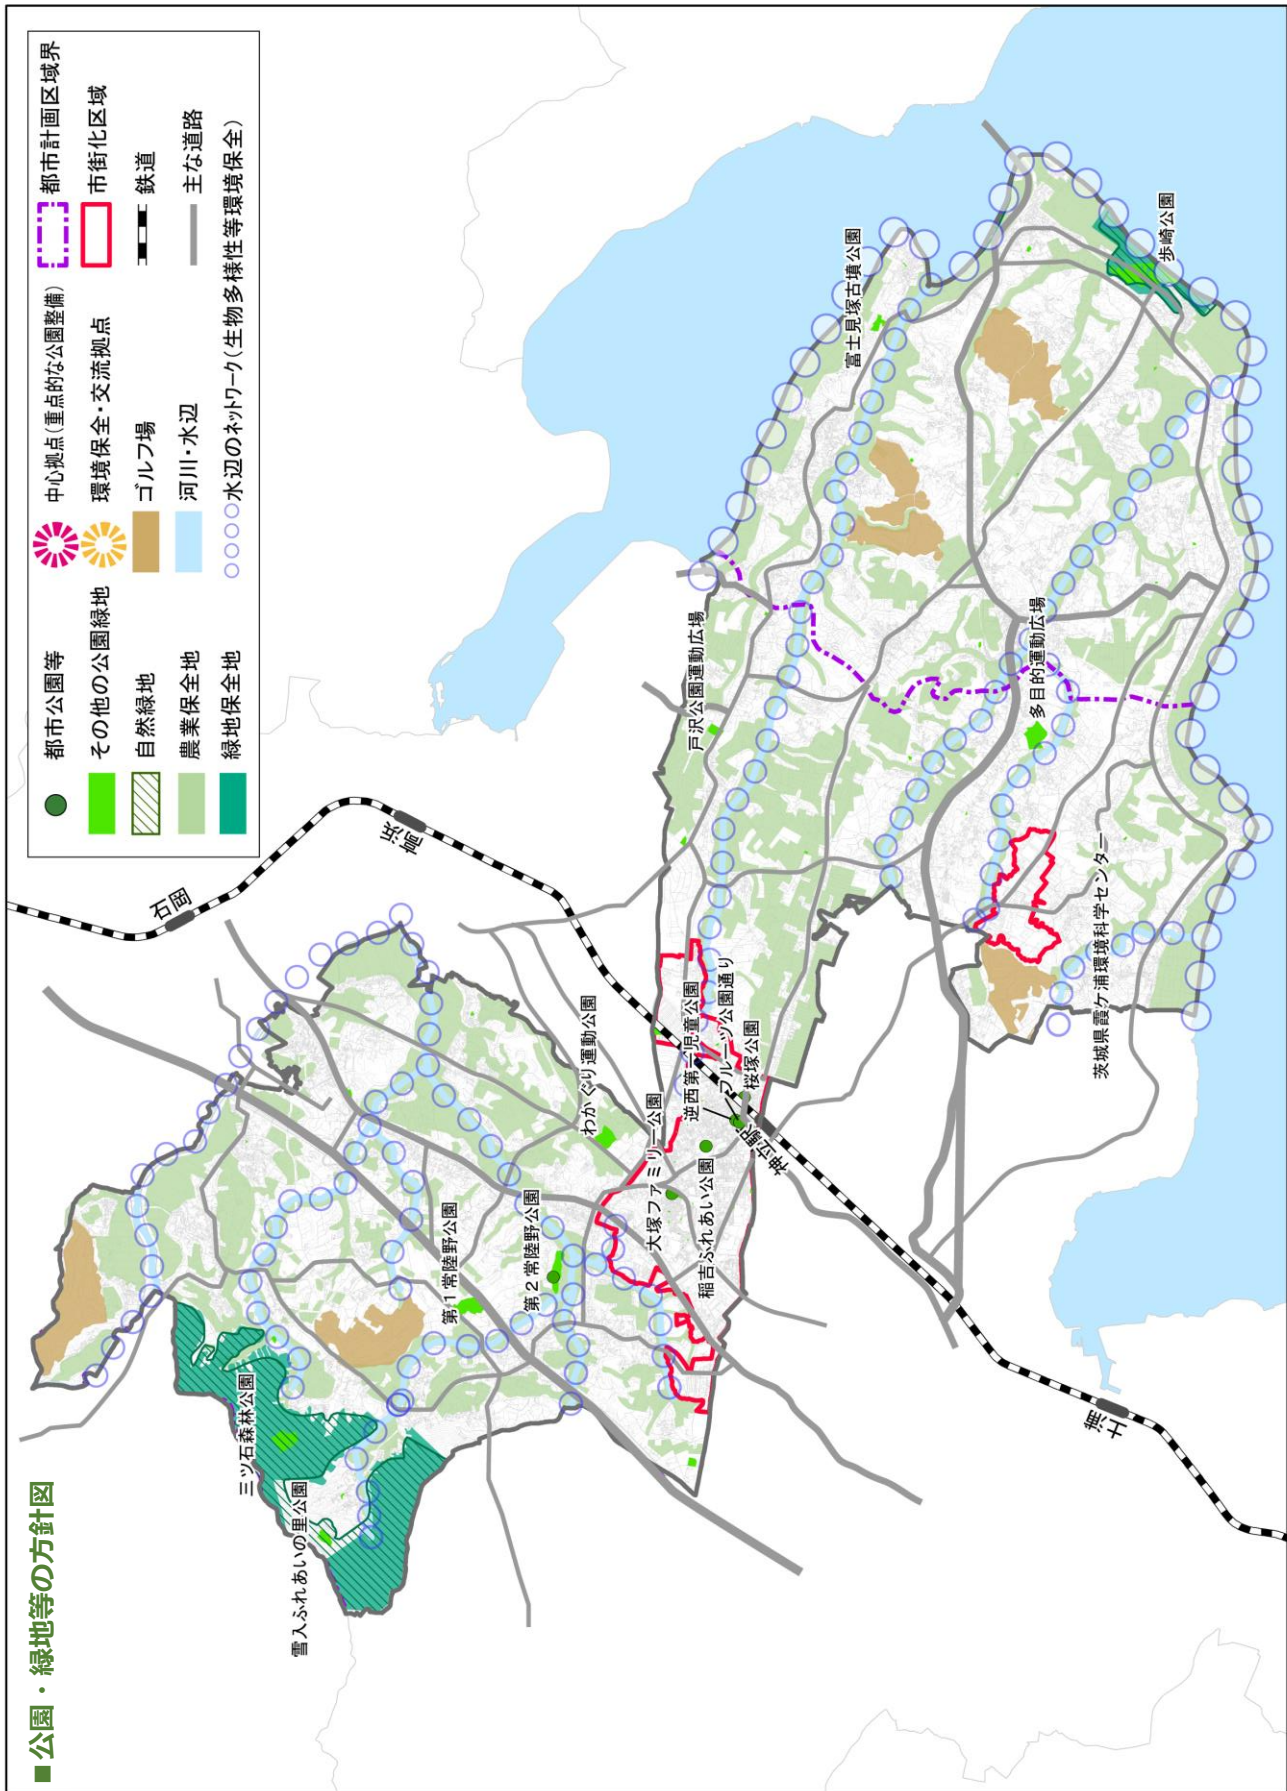 ■公園・緑地等の方針図
都市公園等
その他の公園緑地
自然緑地
農業保全地
緑地保全地
中心拠点(重点的な公園整備)
環境保全・交流拠点
ゴルフ場
河川・水辺
水辺のネットワーク(生物多様性等環境保全)
都市計画区域界
市街化区域
鉄道
主な道路
石岡
高浜
三ツ石森林公園
雪入ふれあいの里公園
第1常陸野公園
第2常陸野公園
わかぐり運動公園
大塚ファミリー公園
逆西第一児童公園
フルーツ公園通り
桜塚公園
稲吉ふれあい公園
神立駅
戸沢公園運動広場
富士見塚古墳公園
多目的運動広場
歩崎公園
茨城県霞ケ浦環境科学センター
土浦